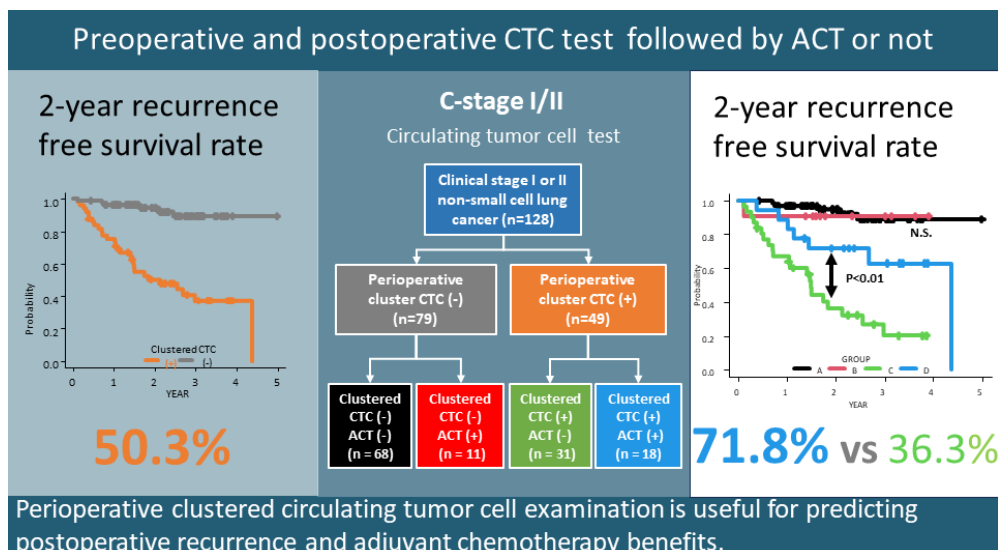 Preoperative and postoperative CTC test followed by ACT or not
2-year recurrence
free survival rate
1.0
0.8
0.6
0.4
0.2
0.0
Probability
Clustered CTC
(+)
(-)
0 1 2 3 4 5
YEAR
50.3%
C-stage I/II
Circulating tumor cell test
Clinical stage I or II
non-small cell lung
cancer (n=128)
Perioperative
cluster CTC (-)
(n=79)
Perioperative
cluster CTC (+)
(n=49)
Clustered
CTC (-)
ACT (-)
(n = 68)
Clustered
CTC (-)
ACT (+)
(n = 11)
Clustered
CTC (+)
ACT (-)
(n = 31)
Clustered
CTC (+)
ACT (+)
(n = 18)
2-year recurrence
free survival rate
1.0
0.8
0.6
0.4
0.2
0.0
Probability
N.S.
P<0.01
GROUP
A B C D
0 1 2 3 4 5
YEAR
71.8% vs 36.3%
Perioperative clustered circulating tumor cell examination is useful for predicting
postoperative recurrence and adjuvant chemotherapy benefits.